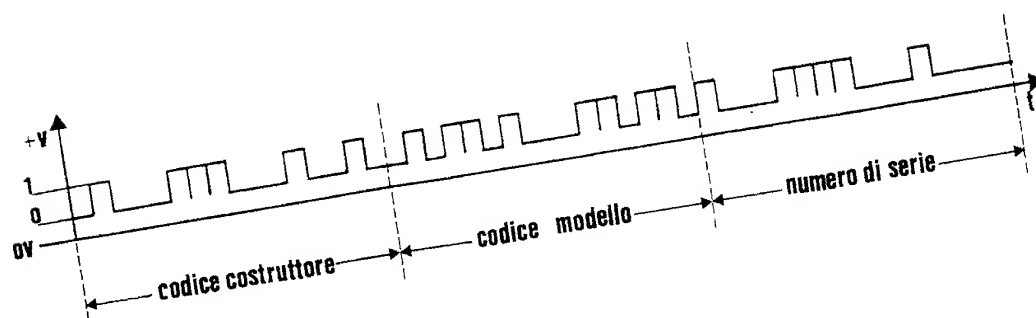 +V
1
0
0V
t
codice costruttore
codice modello
numero di serie